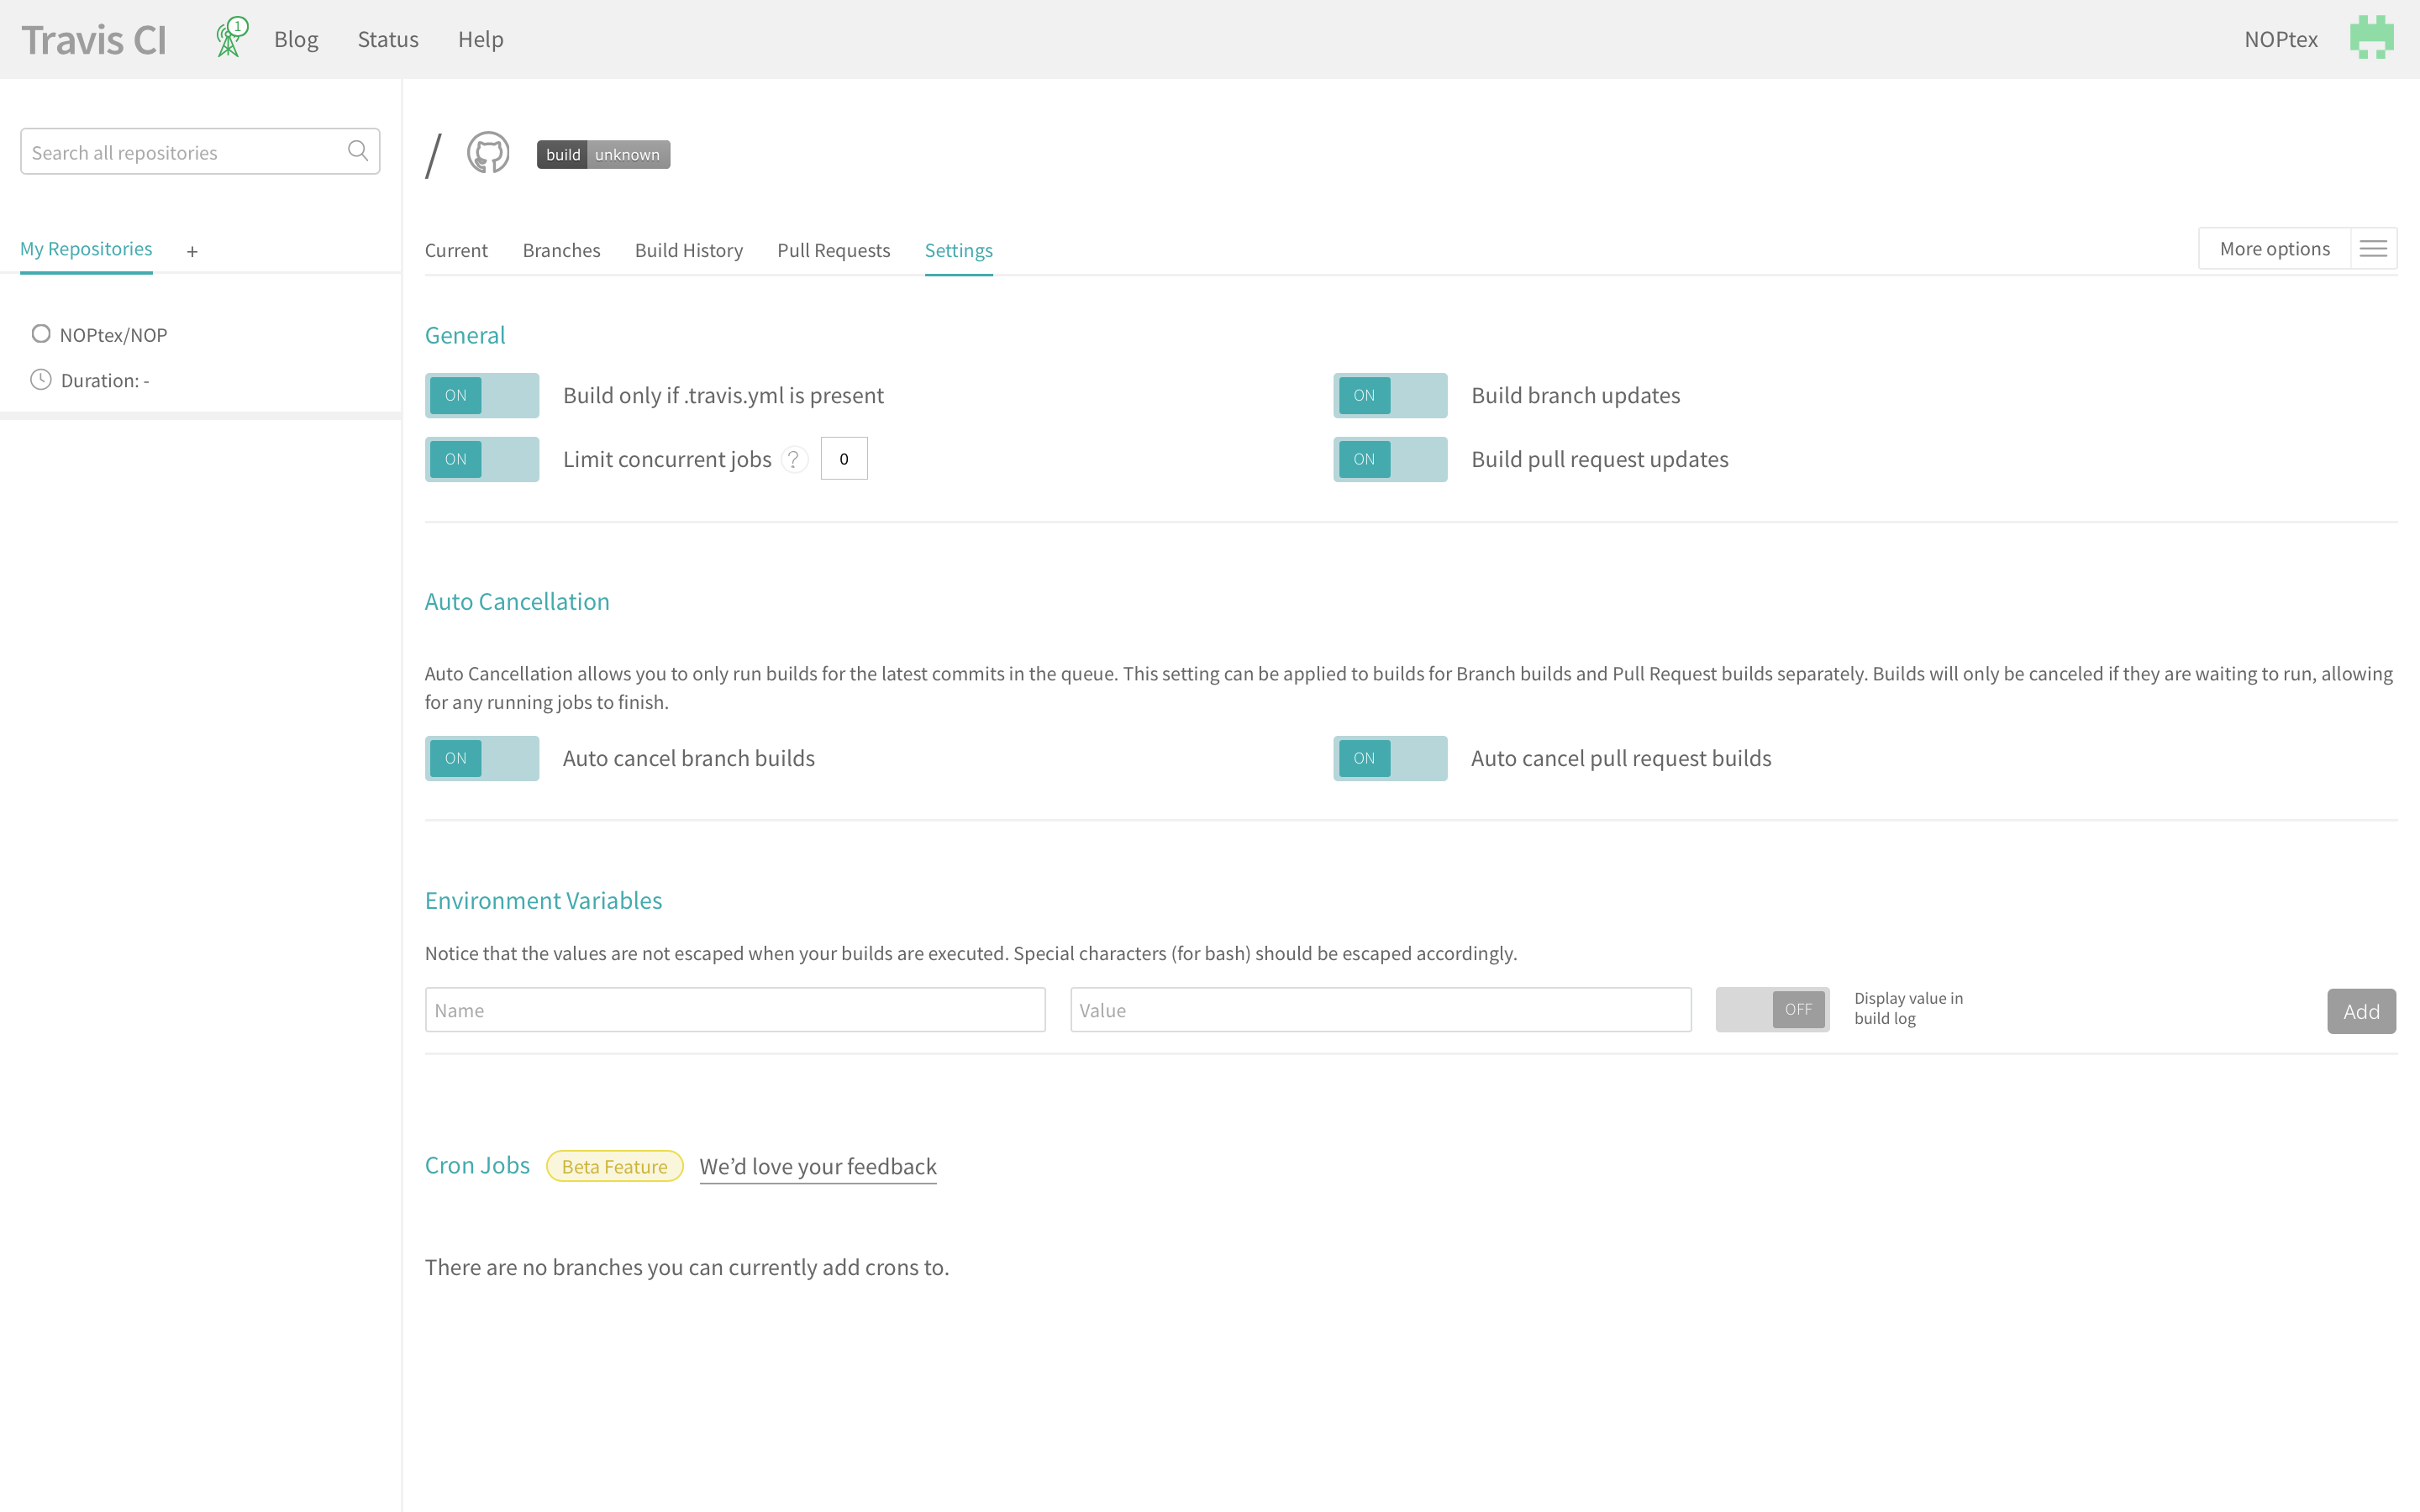 Travis CI
1
Blog
Status
Help
NOPtex
Search all repositories
My Repositories
+
NOPtex/NOP
Duration: -
/
build unknown
Current
Branches
Build History
Pull Requests
Settings
More options
General
ON
Build only if .travis.yml is present
ON
Build branch updates
ON
Limit concurrent jobs
?
0
ON
Build pull request updates
Auto Cancellation
Auto Cancellation allows you to only run builds for the latest commits in the queue. This setting can be applied to builds for Branch builds and Pull Request builds separately. Builds will only be canceled if they are waiting to run, allowing
for any running jobs to finish.
ON
Auto cancel branch builds
ON
Auto cancel pull request builds
Environment Variables
Notice that the values are not escaped when your builds are executed. Special characters (for bash) should be escaped accordingly.
Name
Value
OFF
Display value in
build log
Add
Cron Jobs
Beta Feature
We’d love your feedback
There are no branches you can currently add crons to.